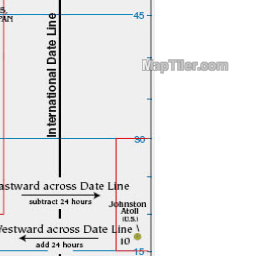 S.
PAN
45
International Date Line
MapTiler.com
30
astward across Date Line
subtract 24 hours
Johnston
Atoll
(U.S.)
Westward across Date Line \
10
add 24 hours
15